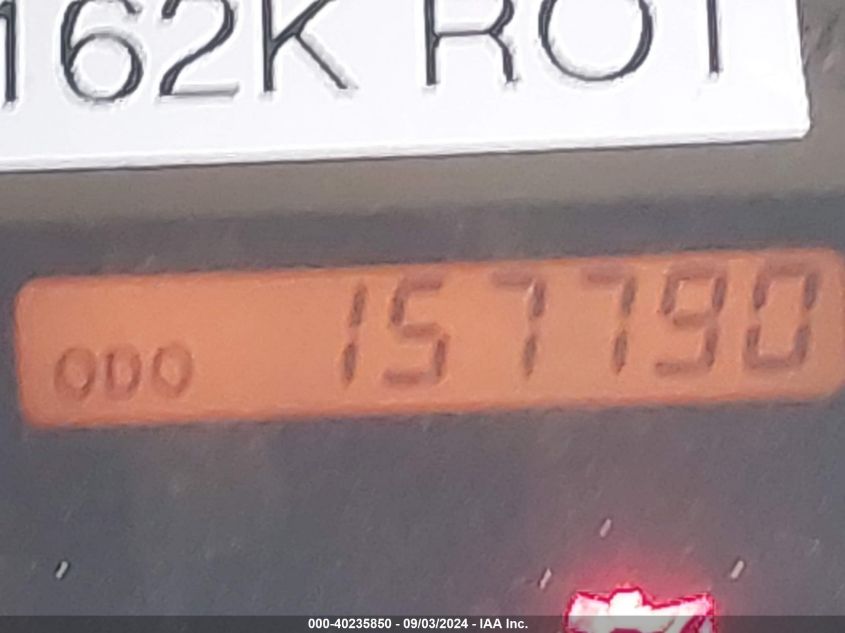 162K ROT
ODO 157790
000-40235850 - 09/03/2024 - IAA Inc.